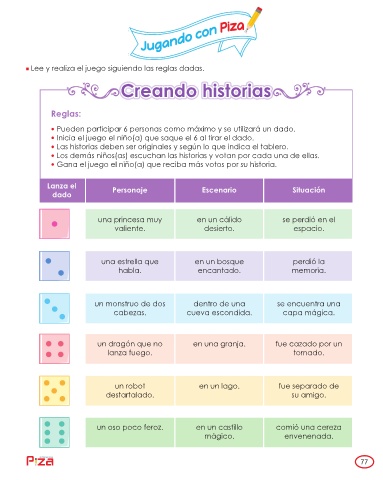 Jugando con Piza
Lee y realiza el juego siguiendo las reglas dadas.
Creando historias
Reglas:
Pueden participar 6 personas como máximo y se utilizará un dado.
Inicia el juego el niño(a) que saque el 6 al tirar el dado.
Las historias deben ser originales y según lo que indica el tablero.
Los demás niños(as) escuchan las historias y votan por cada una de ellas.
Gana el juego el niño(a) que reciba más votos por su historia.
Lanza el
dado
Personaje
Escenario
Situación
una princesa muy
valiente.
en un cálido
desierto.
se perdió en el
espacio.
una estrella que
habla.
en un bosque
encantado.
perdió la
memoria.
un monstruo de dos
cabezas.
dentro de una
cueva escondida.
se encuentra una
capa mágica.
un dragón que no
lanza fuego.
en una granja.
fue cazado por un
tornado.
un robot
destartalado.
en un lago.
fue separado de
su amigo.
un oso poco feroz.
en un castillo
mágico.
comió una cereza
envenenada.
Piza
77